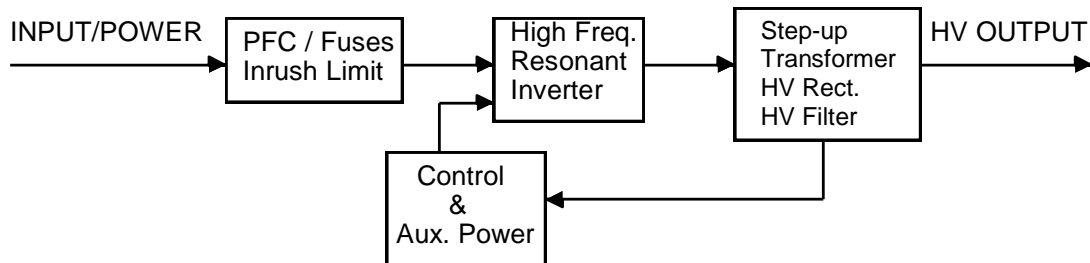 INPUT/POWER
PFC / Fuses
Inrush Limit
High Freq.
Resonant
Inverter
Step-up
Transformer
HV Rect.
HV Filter
HV OUTPUT
Control
&
Aux. Power